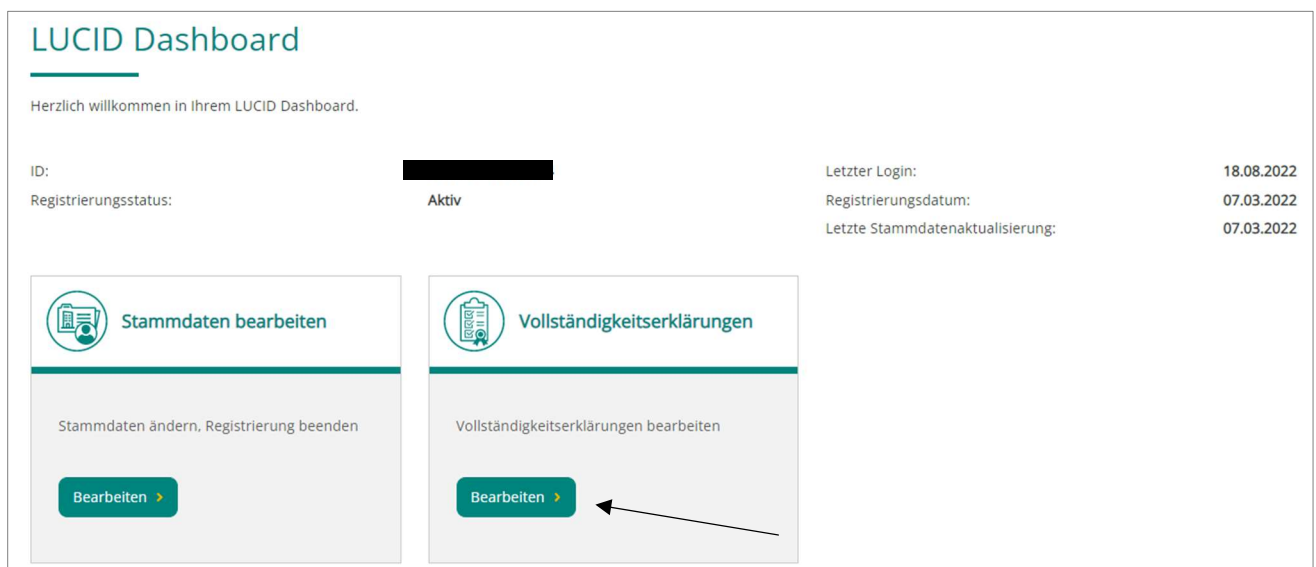 LUCID Dashboard
Herzlich willkommen in Ihrem LUCID Dashboard.
ID:
Registrierungsstatus: Aktiv
Letzter Login: 18.08.2022
Registrierungsdatum: 07.03.2022
Letzte Stammdatenaktualisierung: 07.03.2022
Stammdaten bearbeiten
Stammdaten ändern, Registrierung beenden
Bearbeiten >
Vollständigkeitserklärungen
Vollständigkeitserklärungen bearbeiten
Bearbeiten >